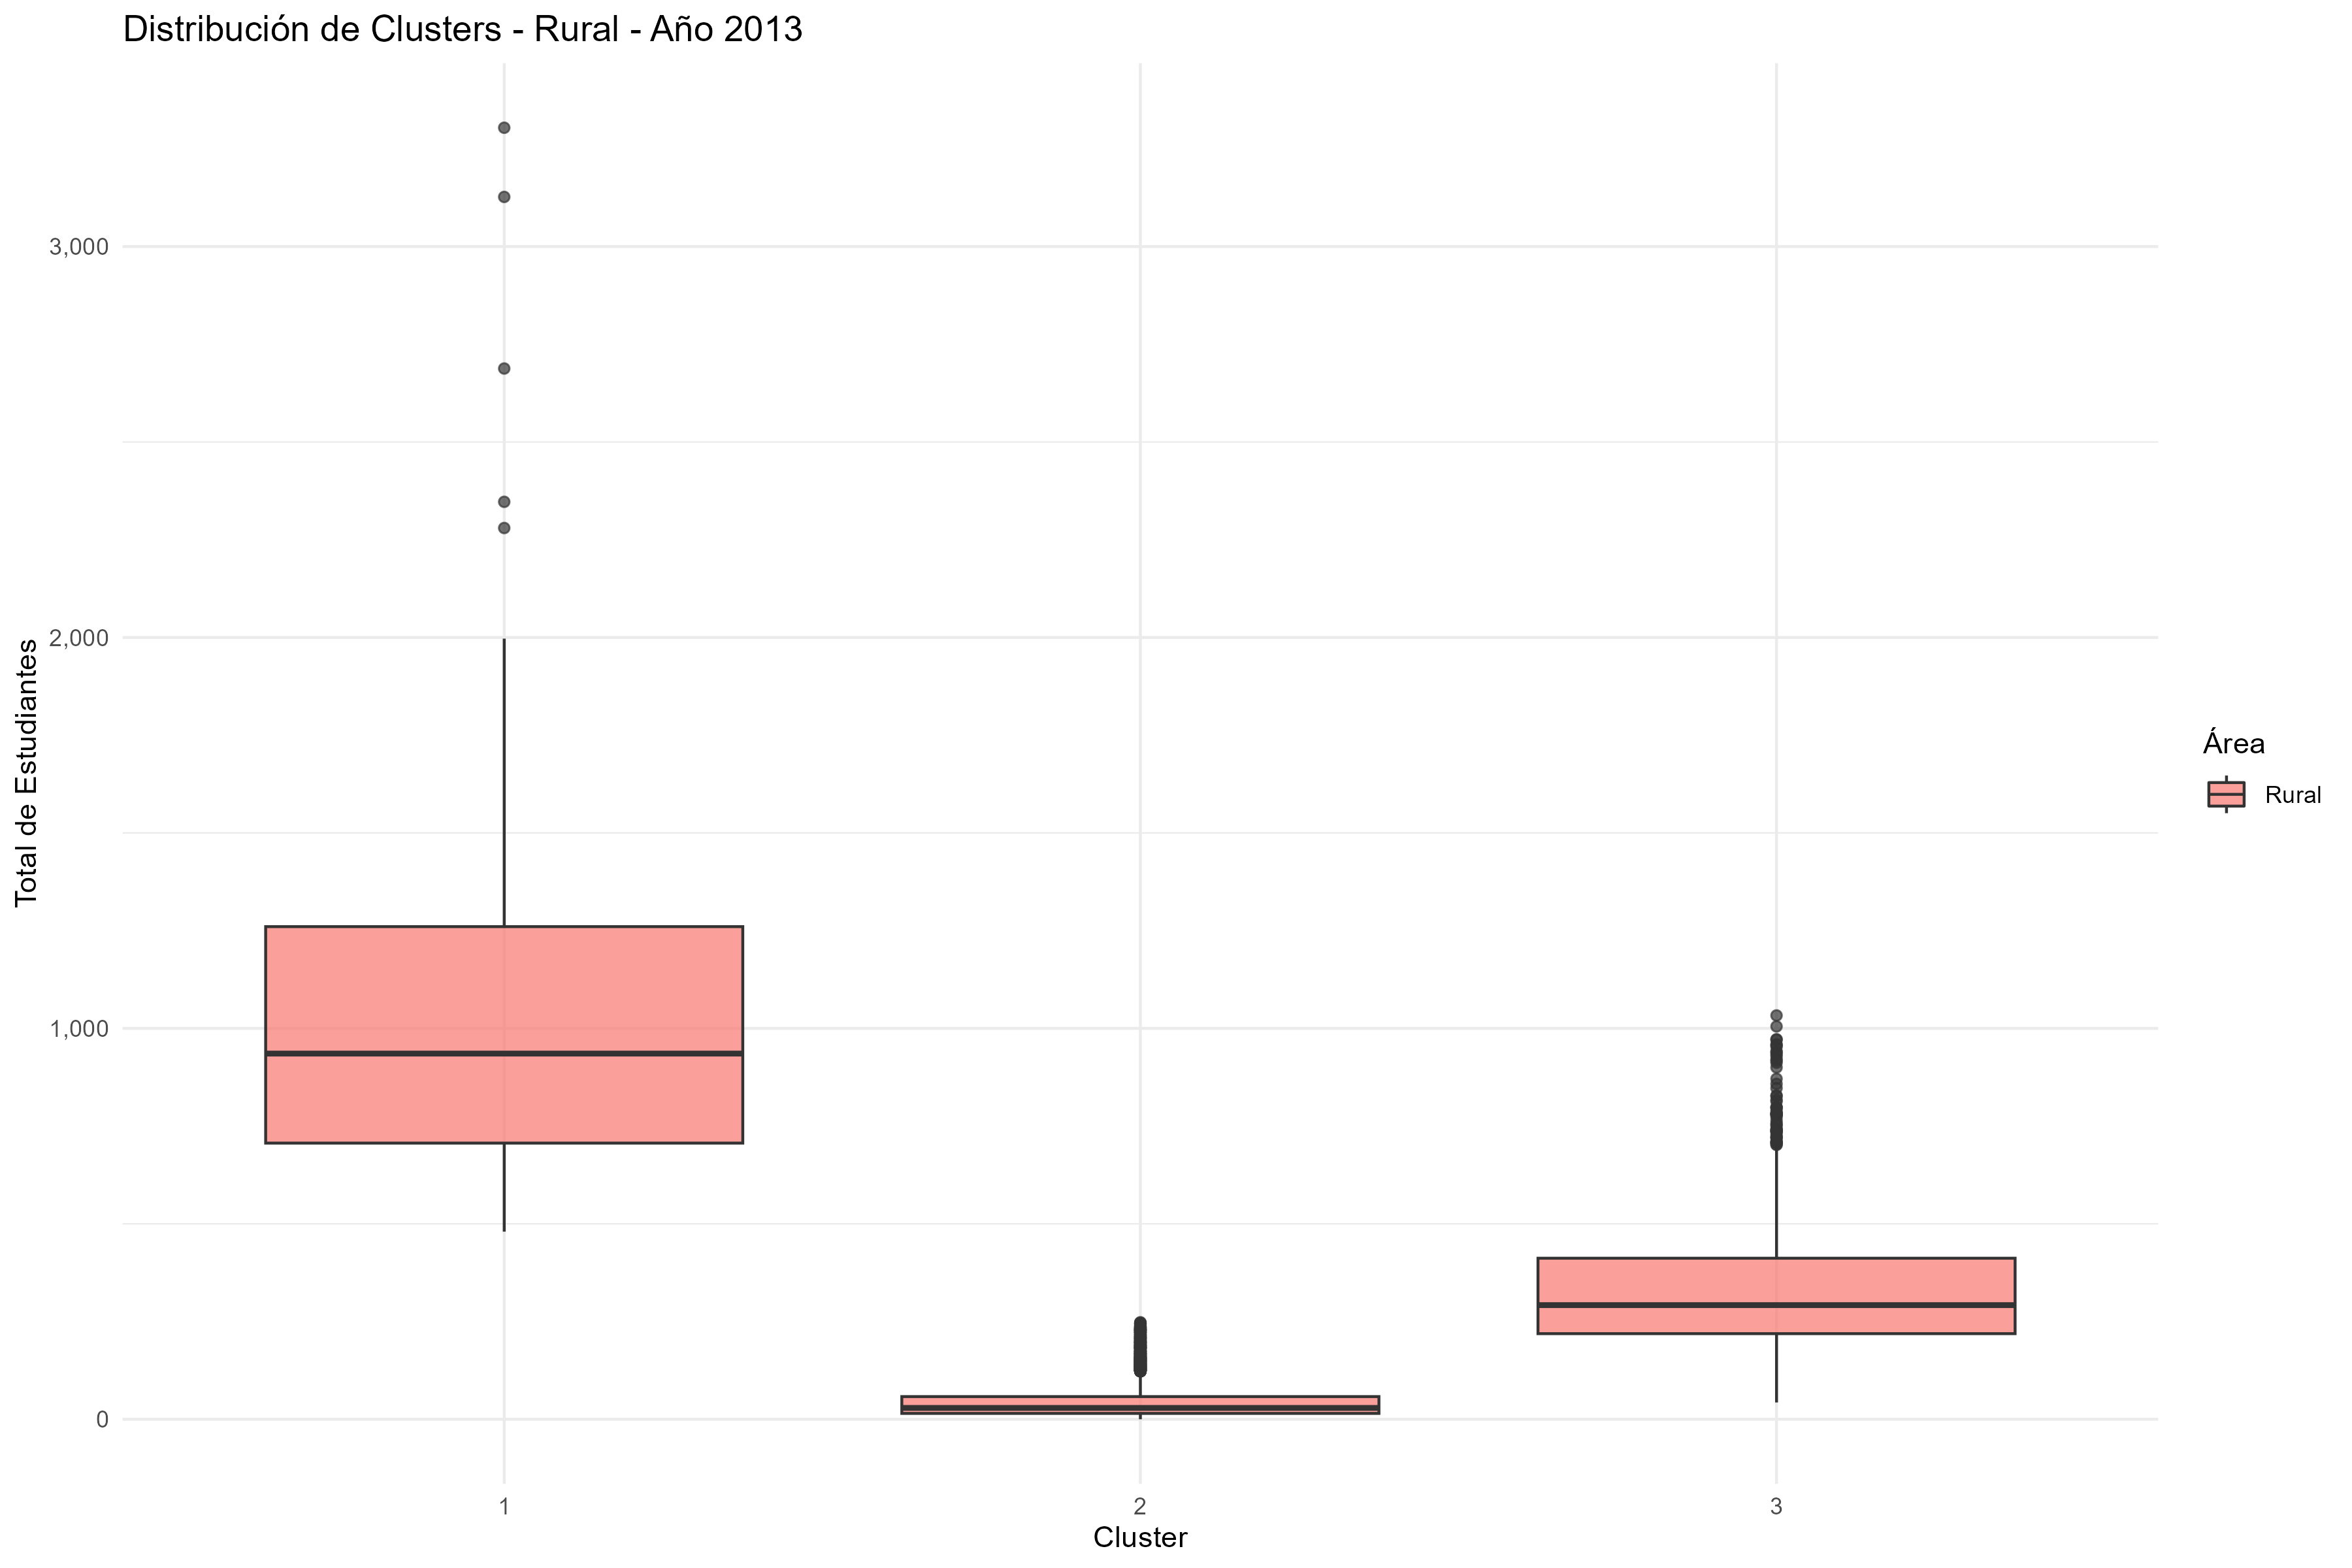 Distribución de Clusters - Rural - Año 2013
Total de Estudiantes
3,000
2,000
1,000
0
1
2
3
Cluster
Área
Rural